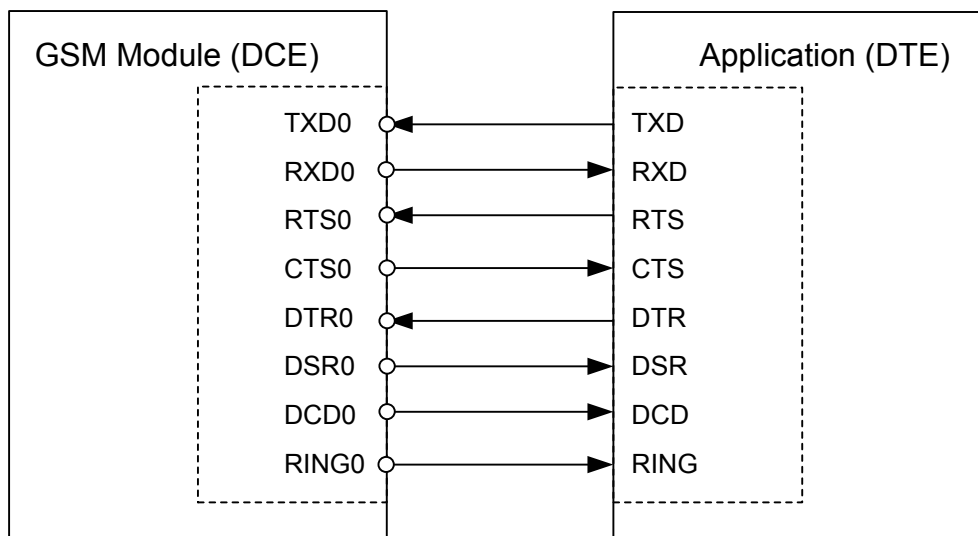 GSM Module (DCE) Application (DTE)
TXD0 TXD
RXD0 RXD
RTS0 RTS
CTS0 CTS
DTR0 DTR
DSR0 DSR
DCD0 DCD
RING0 RING